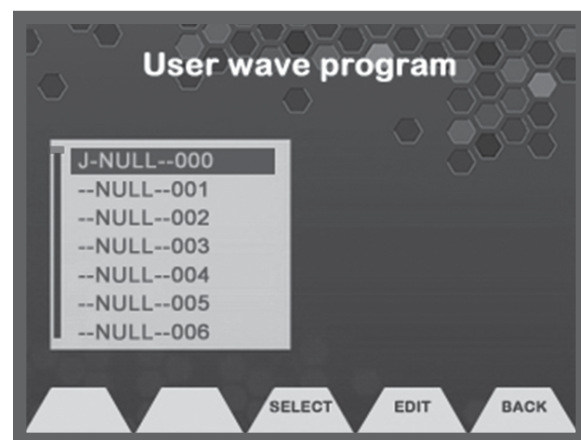 User wave program
J-NULL--000
--NULL--001
--NULL--002
--NULL--003
--NULL--004
--NULL--005
--NULL--006
SELECT EDIT BACK